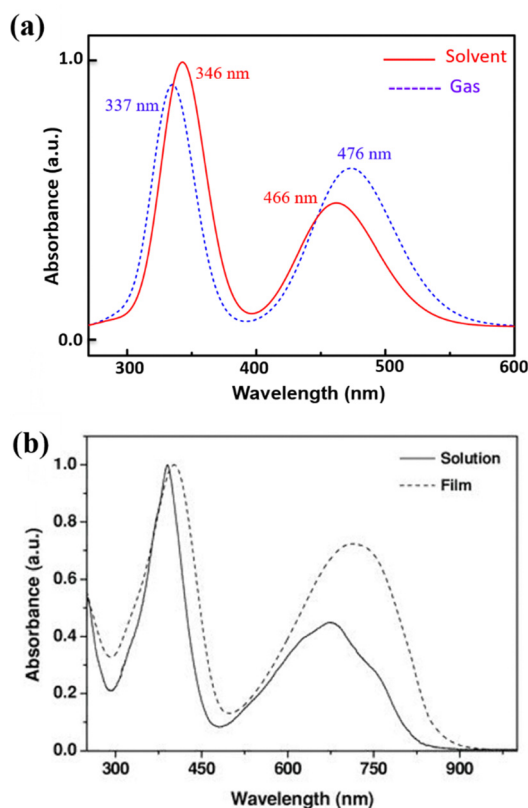 (a)
Solvent
Gas
346 nm
337 nm
476 nm
466 nm
1.0
0.0
Absorbance (a.u.)
300 400 500 600
Wavelength (nm)
(b)
Solution
Film
1.0
0.8
0.6
0.4
0.2
0.0
Absorbance (a.u.)
300 450 600 750 900
Wavelength (nm)